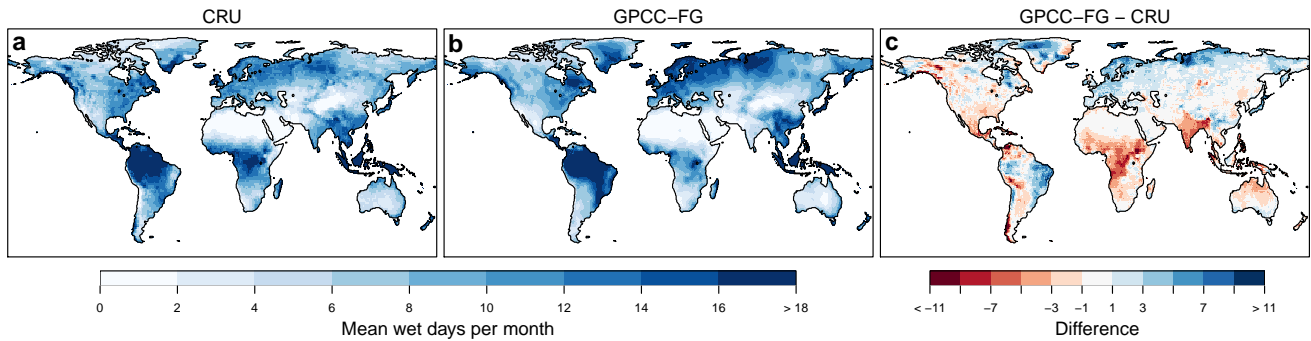 CRU
GPCC−FG
GPCC−FG − CRU
a
b
c
0 2 4 6 8 10 12 14 16 > 18
Mean wet days per month
< −11 −7 −3 −1 1 3 7 > 11
Difference